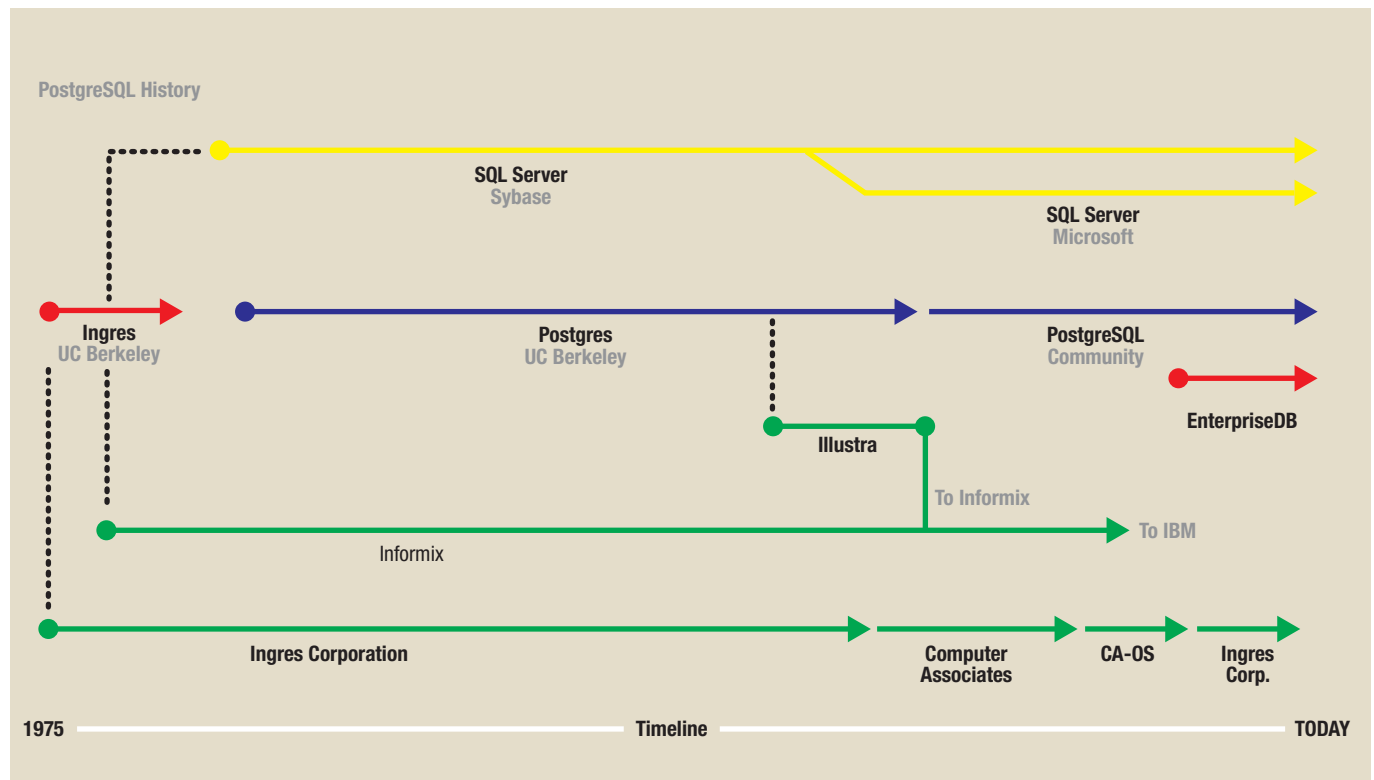 PostgreSQL History
SQL Server
Sybase
SQL Server
Microsoft
Ingres
UC Berkeley
Postgres
UC Berkeley
PostgreSQL
Community
EnterpriseDB
Illustra
To Informix
To IBM
Informix
Ingres Corporation
Computer
Associates
CA-OS
Ingres
Corp.
1975
Timeline
TODAY